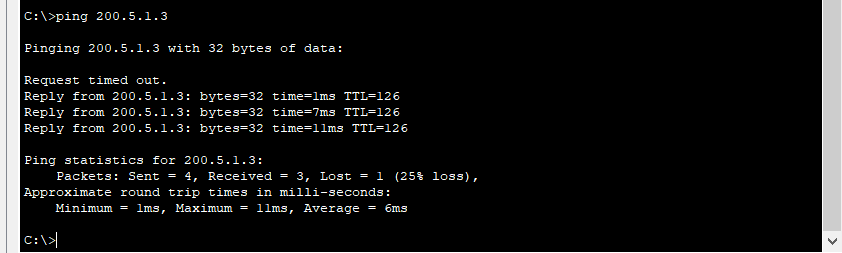 C:\>ping 200.5.1.3
Pinging 200.5.1.3 with 32 bytes of data:
Request timed out.
Reply from 200.5.1.3: bytes=32 time=1ms TTL=126
Reply from 200.5.1.3: bytes=32 time=7ms TTL=126
Reply from 200.5.1.3: bytes=32 time=11ms TTL=126
Ping statistics for 200.5.1.3:
    Packets: Sent = 4, Received = 3, Lost = 1 (25% loss),
Approximate round trip times in milli-seconds:
    Minimum = 1ms, Maximum = 11ms, Average = 6ms
C:\>